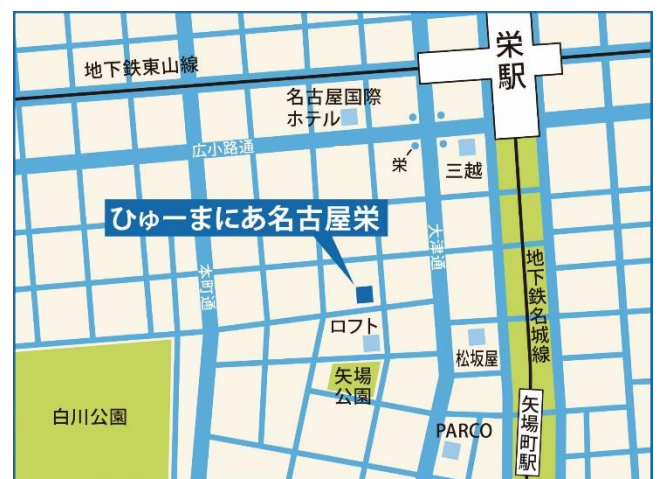 栄駅
地下鉄東山線
名古屋国際
ホテル
広小路通
栄
三越
ひゅーまにあ名古屋栄
大津通
本町通
地下鉄名城線
ロフト
松坂屋
矢場
公園
白川公園
PARCO
矢場町駅